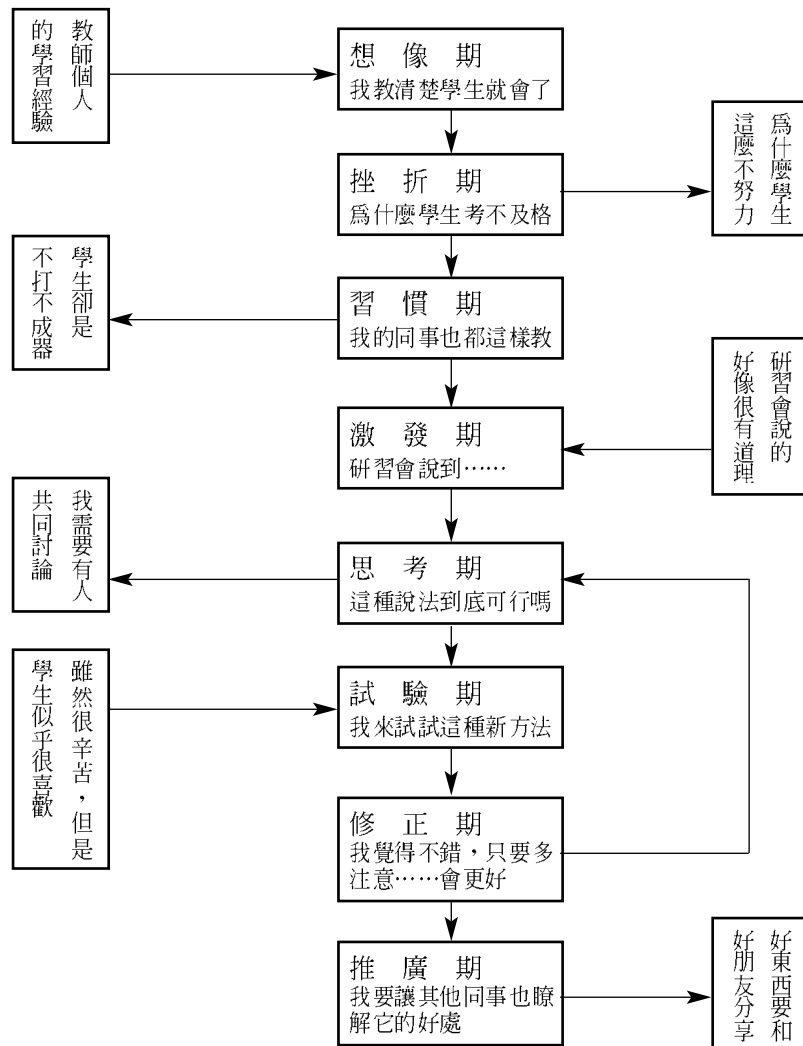 教師個人
的學習經驗
想像期
我教清楚學生就會了
挫折期
爲什麼學生考不及格
爲什麼學生
這麼不努力
習慣期
我的同事也都這樣教
學生卻是
不打不成器
激發期
研習會說到⋯⋯
研習會說的
好像很有道理
思考期
這種說法到底可行嗎
我需要有人
共同討論
試驗期
我來試試這種新方法
雖然很辛苦，但是
學生似乎很喜歡
修正期
我覺得不錯，只要多
注意⋯⋯會更好
推廣期
我要讓其他同事也瞭
解它的好處
好東西要和
好朋友分享